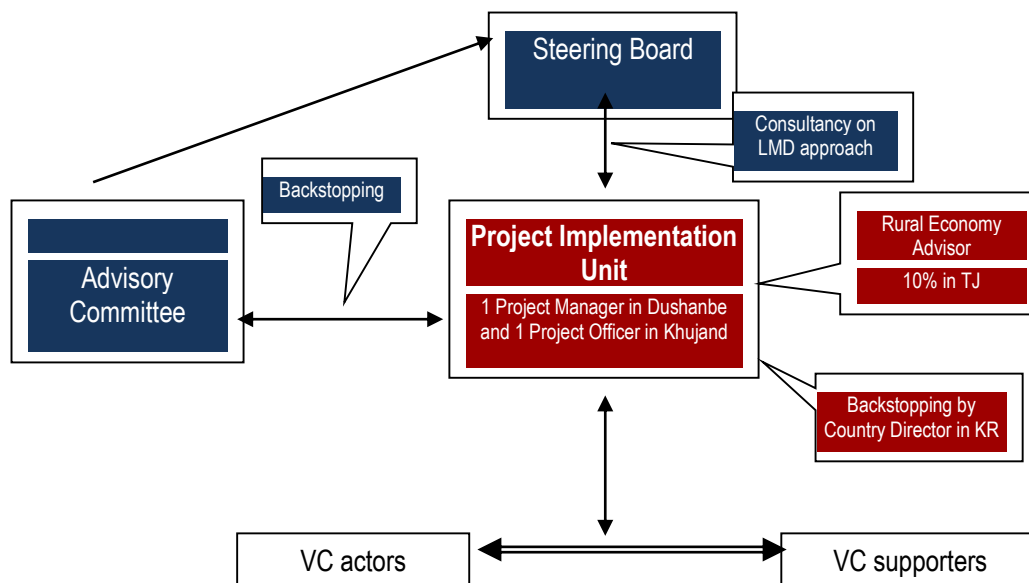 Steering Board
Consultancy on
LMD approach
Backstopping
Advisory
Committee
Project Implementation
Unit
1 Project Manager in Dushanbe
and 1 Project Officer in Khujand
Rural Economy
Advisor
10% in TJ
Backstopping by
Country Director in KR
VC actors
VC supporters